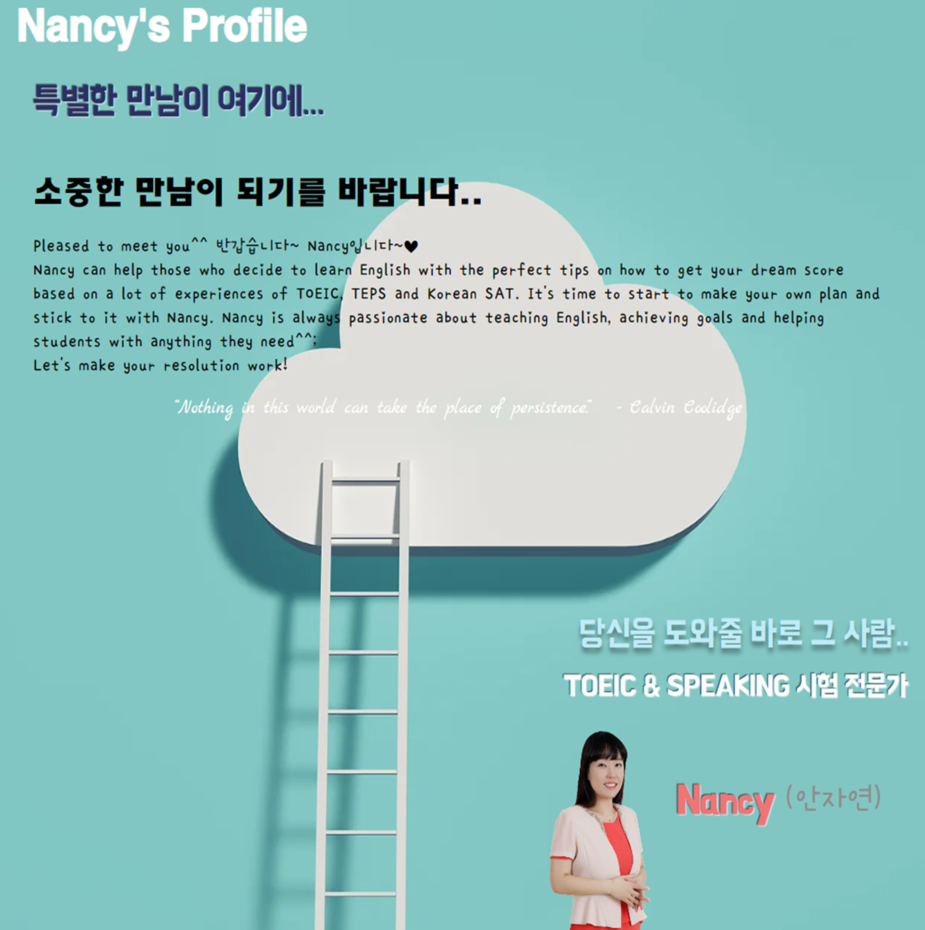 Nancy's Profile
특별한 만남이 여기에...
소중한 만남이 되기를 바랍니다..
Pleased to meet you^^ 반갑습니다~ Nancy입니다~♥
Nancy can help those who decide to learn English with the perfect tips on how to get your dream score
based on a lot of experiences of TOEIC, TEPS and Korean SAT. It's time to start to make your own plan and
stick to it with Nancy. Nancy is always passionate about teaching English, achieving goals and helping
students with anything they need^^;
Let's make your resolution work!
"Nothing in this world can take the place of persistence." - Calvin Coolidge
당신을 도와줄 바로 그 사람..
TOEIC & SPEAKING 시험 전문가
Nancy (안자연)